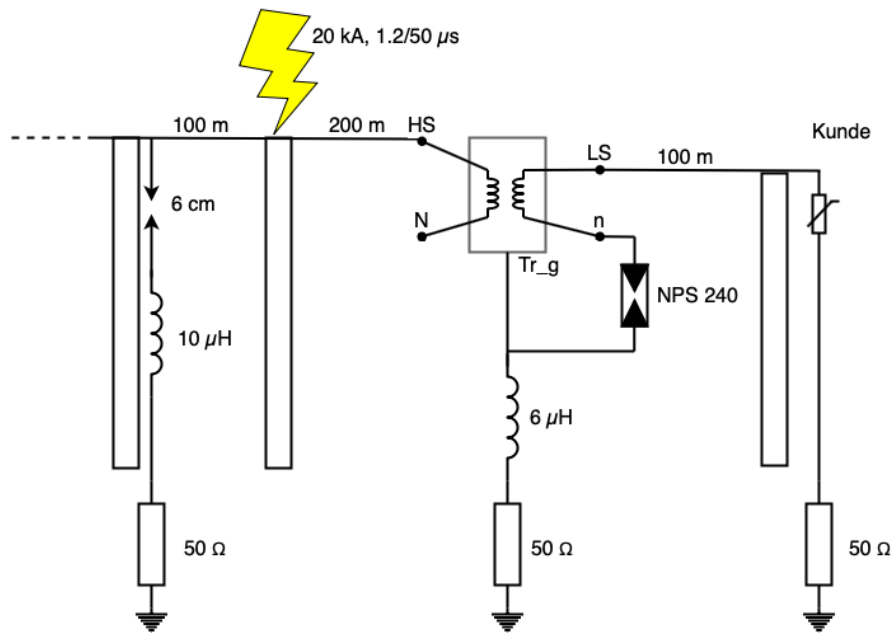 20 kA, 1.2/50 µs
100 m
200 m
HS
Kunde
LS
100 m
6 cm
N
n
Tr_g
NPS 240
10 µH
6 µH
50 Ω
50 Ω
50 Ω